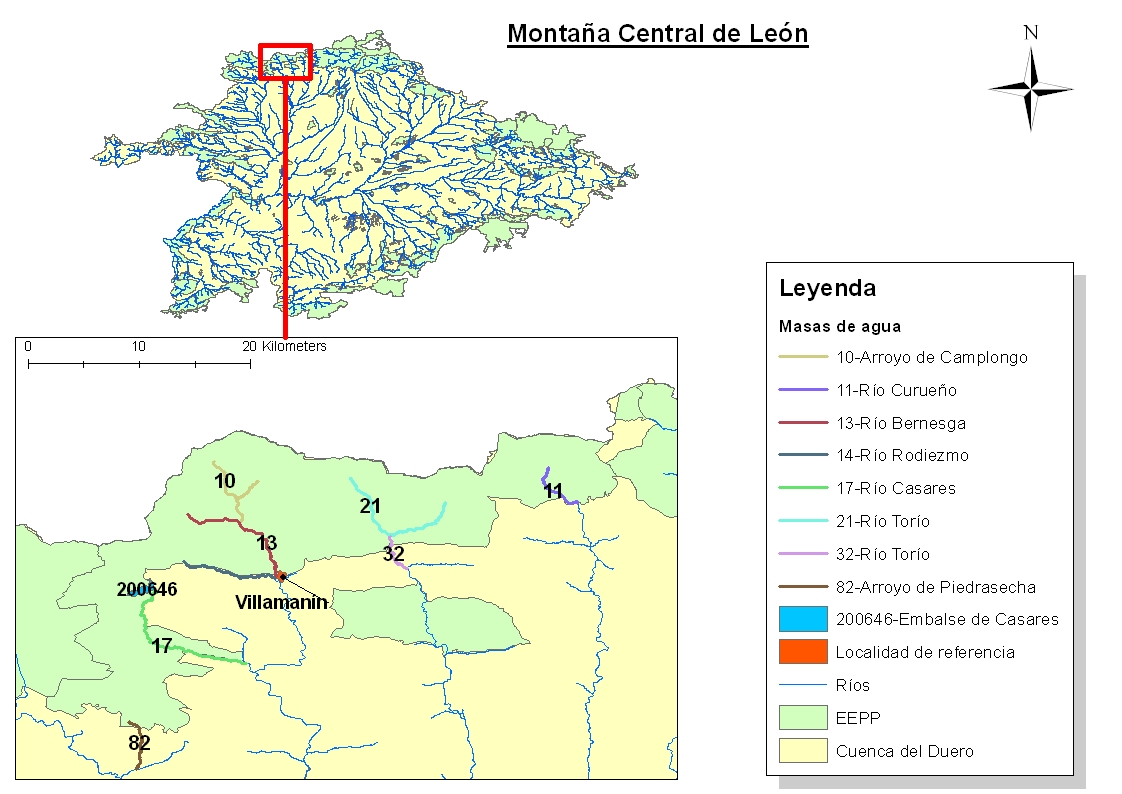 Montaña Central de León
N
0 10 20 Kilometers
10
11
21
13
32
200646
Villamanín
17
82
Leyenda
Masas de agua
10-Arroyo de Camplongo
11-Río Curueño
13-Río Bernesga
14-Río Rodiezmo
17-Río Casares
21-Río Torío
32-Río Torío
82-Arroyo de Piedrasecha
200646-Embalse de Casares
Localidad de referencia
Ríos
EEPP
Cuenca del Duero